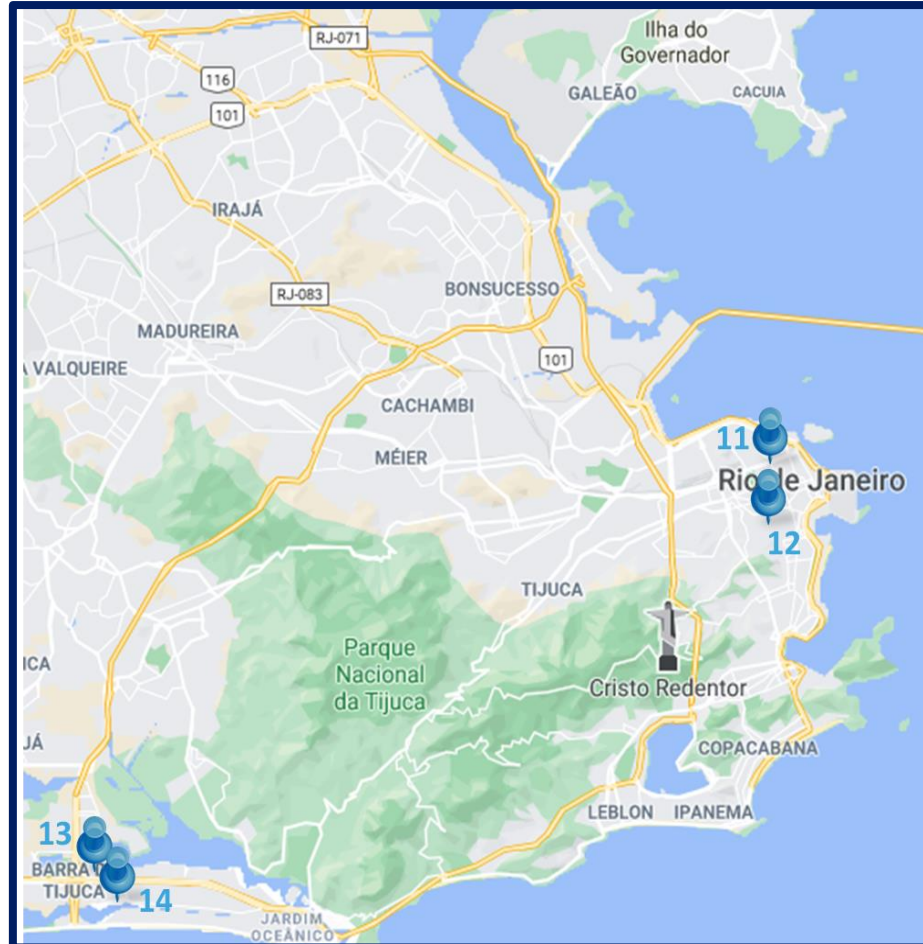 RJ-071
Ilha do
Governador
116
GALEÃO
CACUIA
101
IRAJÁ
RJ-083
BONSUCESSO
MADUREIRA
101
A VALQUEIRE
CACHAMBI
11
MÉIER
Rio de Janeiro
12
TIJUCA
Parque
Nacional
da Tijuca
ICA
Cristo Redentor
JÁ
COPACABANA
LEBLON
IPANEMA
13
BARRA D
TIJUCA
14
JARDIM
OCEÂNICO